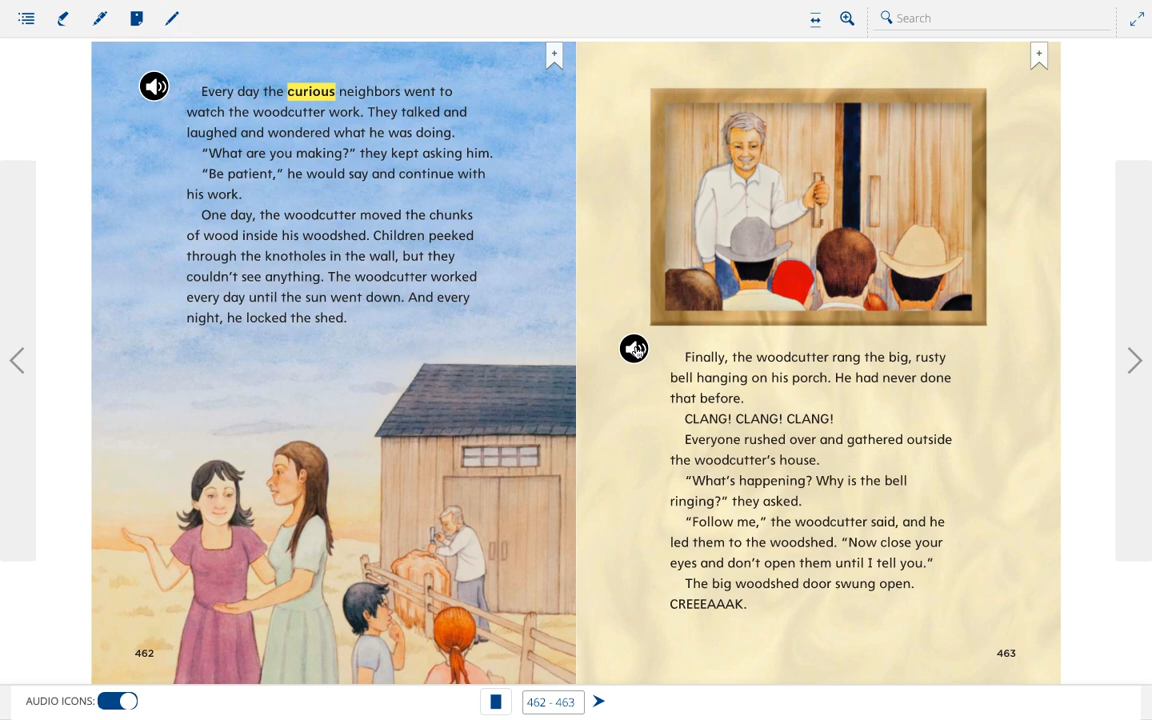 Search
Every day the curious neighbors went to
watch the woodcutter work. They talked and
laughed and wondered what he was doing.
“What are you making?” they kept asking him.
“Be patient,” he would say and continue with
his work.
One day, the woodcutter moved the chunks
of wood inside his woodshed. Children peeked
through the knotholes in the wall, but they
couldn’t see anything. The woodcutter worked
every day until the sun went down. And every
night, he locked the shed.
462
Finally, the woodcutter rang the big, rusty
bell hanging on his porch. He had never done
that before.
CLANG! CLANG! CLANG!
Everyone rushed over and gathered outside
the woodcutter’s house.
“What’s happening? Why is the bell
ringing?” they asked.
“Follow me,” the woodcutter said, and he
led them to the woodshed. “Now close your
eyes and don’t open them until I tell you.”
The big woodshed door swung open.
CREEEAAAK.
463
AUDIO ICONS:
462 - 463